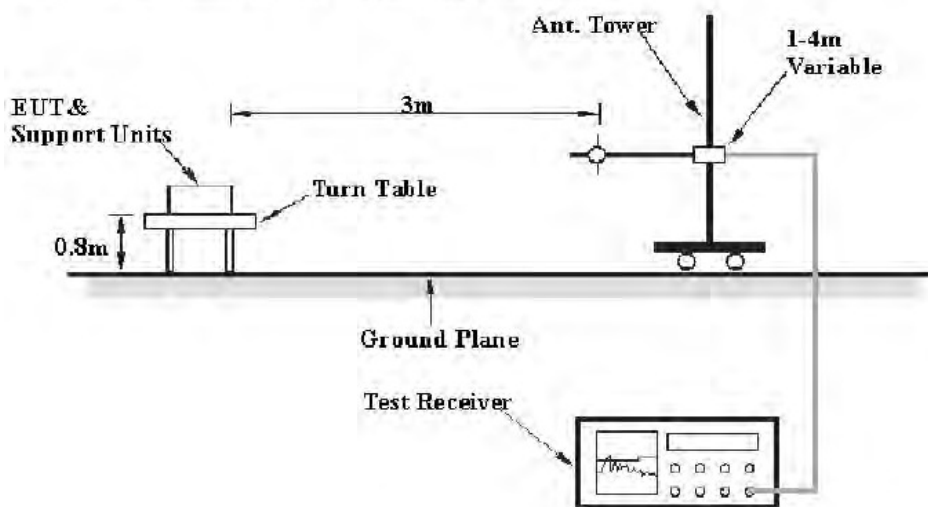 Ant. Tower
1-4m
Variable
EUT &
Support Units
3m
Turn Table
0.8m
Ground Plane
Test Receiver